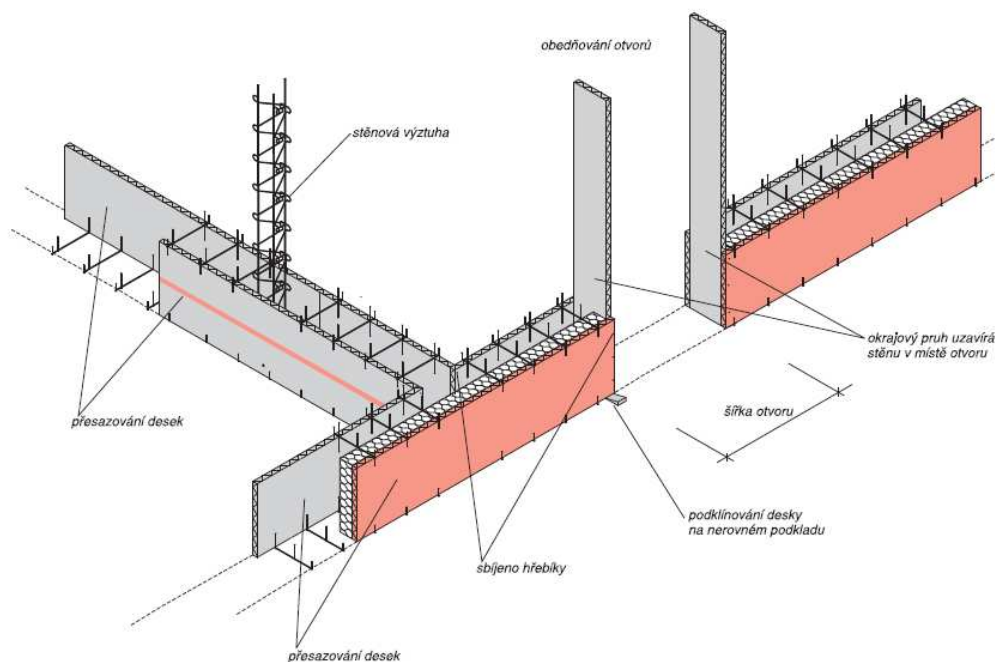 obedňování otvorů
stěnová výztuha
okrajový pruh uzavírá
stěnu v místě otvoru
šířka otvoru
přesazování desek
podklínování desky
na nerovném podkladu
sbíjeno hřebíky
přesazování desek